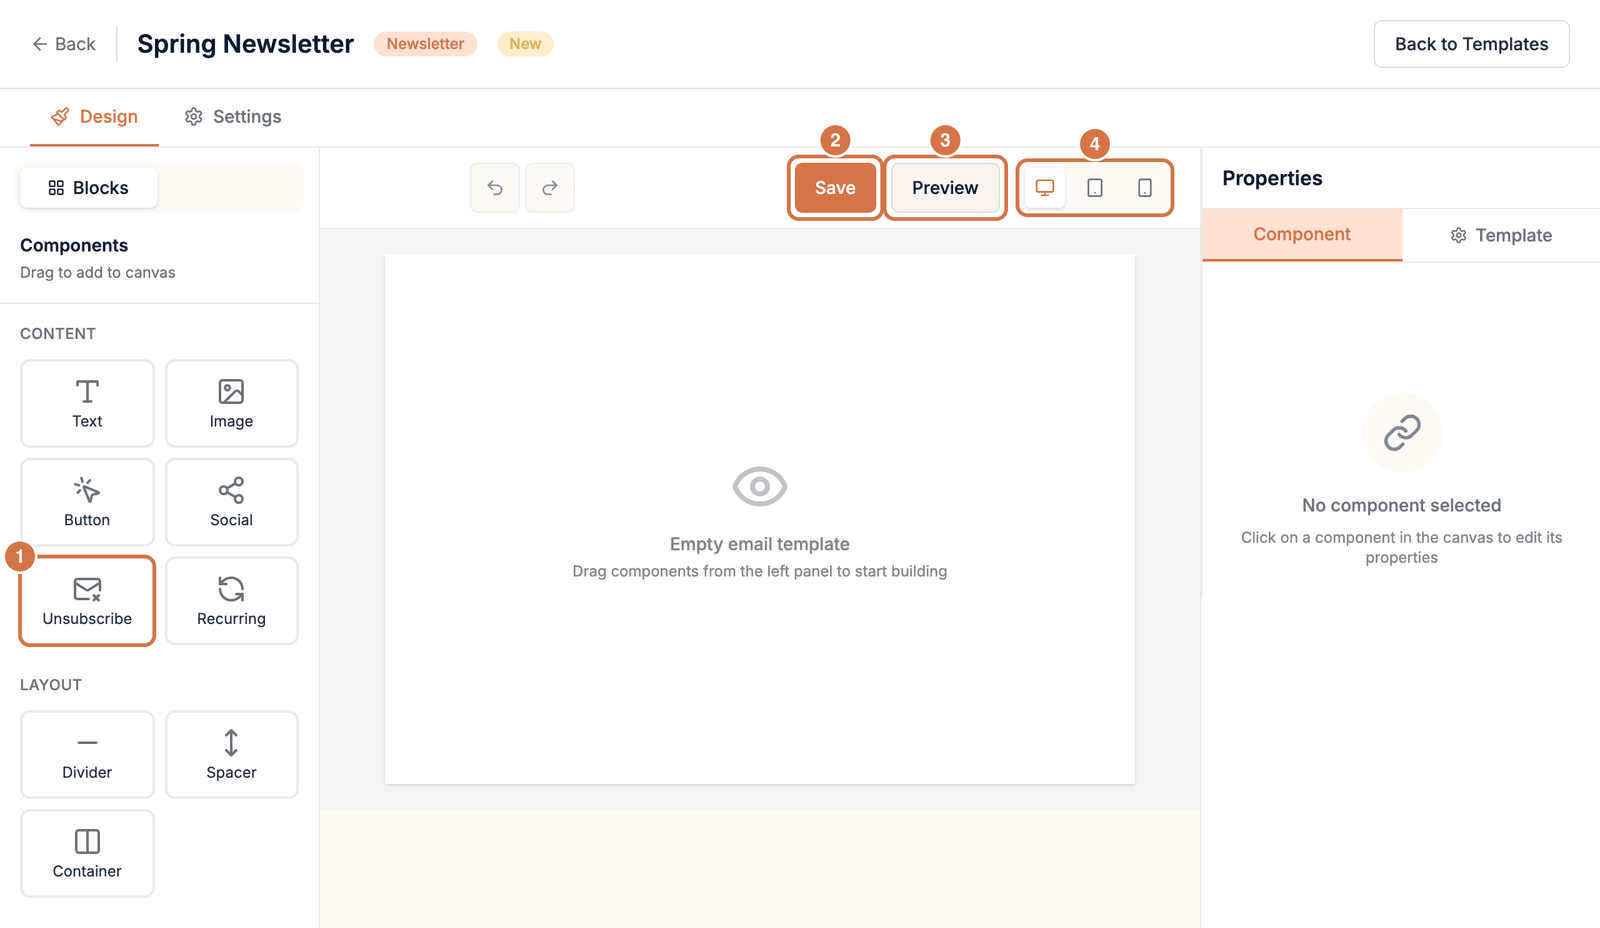 Back
Spring Newsletter
Newsletter
New
Back to Templates
Design
Settings
2
3
4
Blocks
Save
Preview
Properties
Components
Drag to add to canvas
Component
Template
CONTENT
Text
Image
Button
Social
1
Unsubscribe
Recurring
LAYOUT
Divider
Spacer
Container
Empty email template
Drag components from the left panel to start building
No component selected
Click on a component in the canvas to edit its
properties